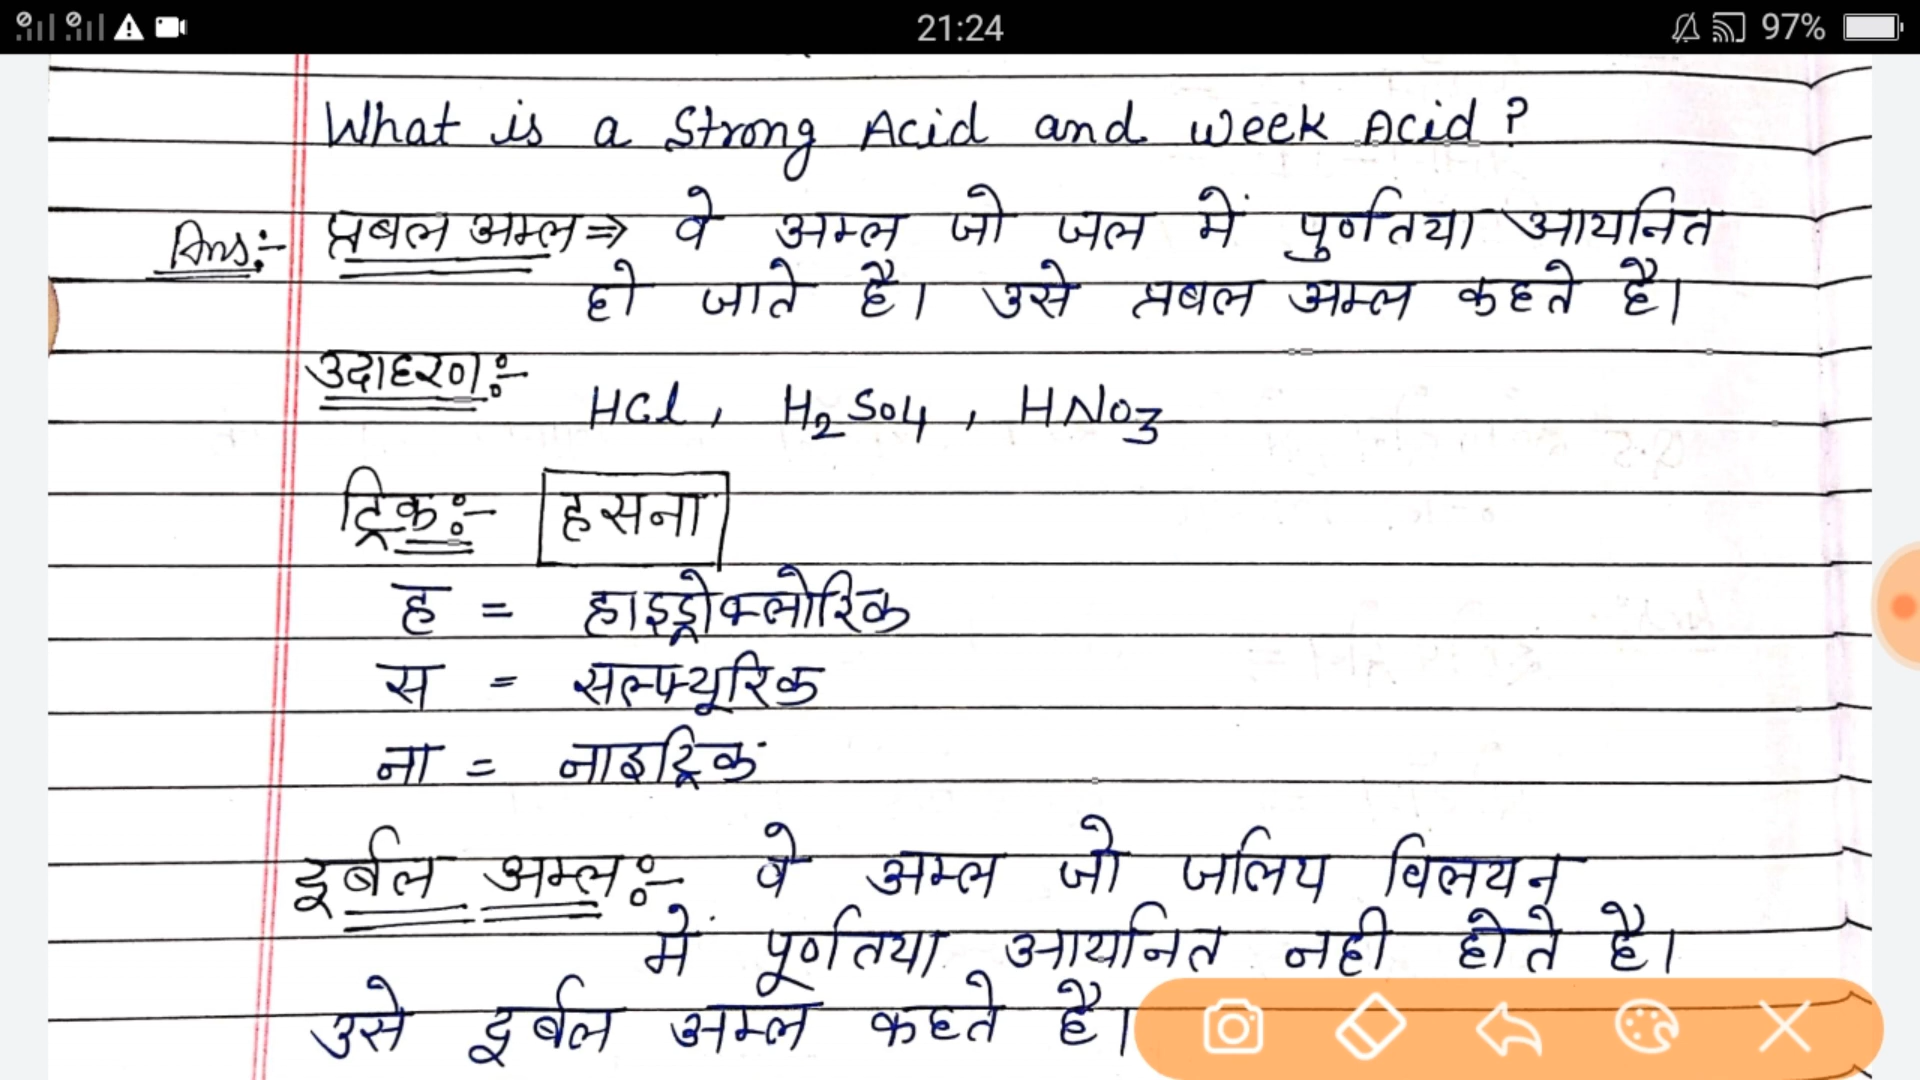 21:24
97%
What is a Strong Acid and Week Acid?
Ans:- प्रबल अम्ल ⇒ वे अम्ल जो जल में पुर्णतिया आयनित
हो जाते है। उसे प्रबल अम्ल कहते है।
उदाहरण:-
HCl, H₂SO4, HNO3
ट्रिक:- हसना
ह = हाइड्रोक्लोरिक
स = सल्फ्यूरिक
ना = नाइट्रिक
दुर्बल अम्ल:- वे अम्ल जो जलिय विलयन
में पूर्णतया आयनित नही होते है।
उसे दुर्बल अम्ल कहते है।